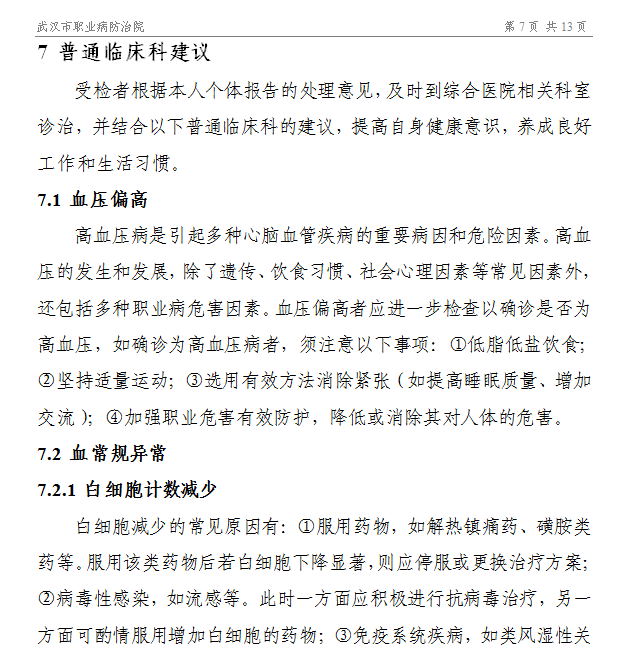 武汉市职业病防治院 第 7 页 共 13 页
7 普通临床科建议
受检者根据本人个体报告的处理意见，及时到综合医院相关科室
诊治，并结合以下普通临床科的建议，提高自身健康意识，养成良好
工作和生活习惯。
7.1 血压偏高
高血压病是引起多种心脑血管疾病的重要病因和危险因素。高血
压的发生和发展，除了遗传、饮食习惯、社会心理因素等常见因素外，
还包括多种职业病危害因素。血压偏高者应进一步检查以确诊是否为
高血压，如确诊为高血压病者，须注意以下事项：①低脂低盐饮食；
②坚持适量运动；③选用有效方法消除紧张（如提高睡眠质量、增加
交流）；④加强职业危害有效防护，降低或消除其对人体的危害。
7.2 血常规异常
7.2.1 白细胞计数减少
白细胞减少的常见原因有：①服用药物，如解热镇痛药、磺胺类
药等。服用该类药物后若白细胞下降显著，则应停服或更换治疗方案；
②病毒性感染，如流感等。此时一方面应积极进行抗病毒治疗，另一
方面可酌情服用增加白细胞的药物；③免疫系统疾病，如类风湿性关